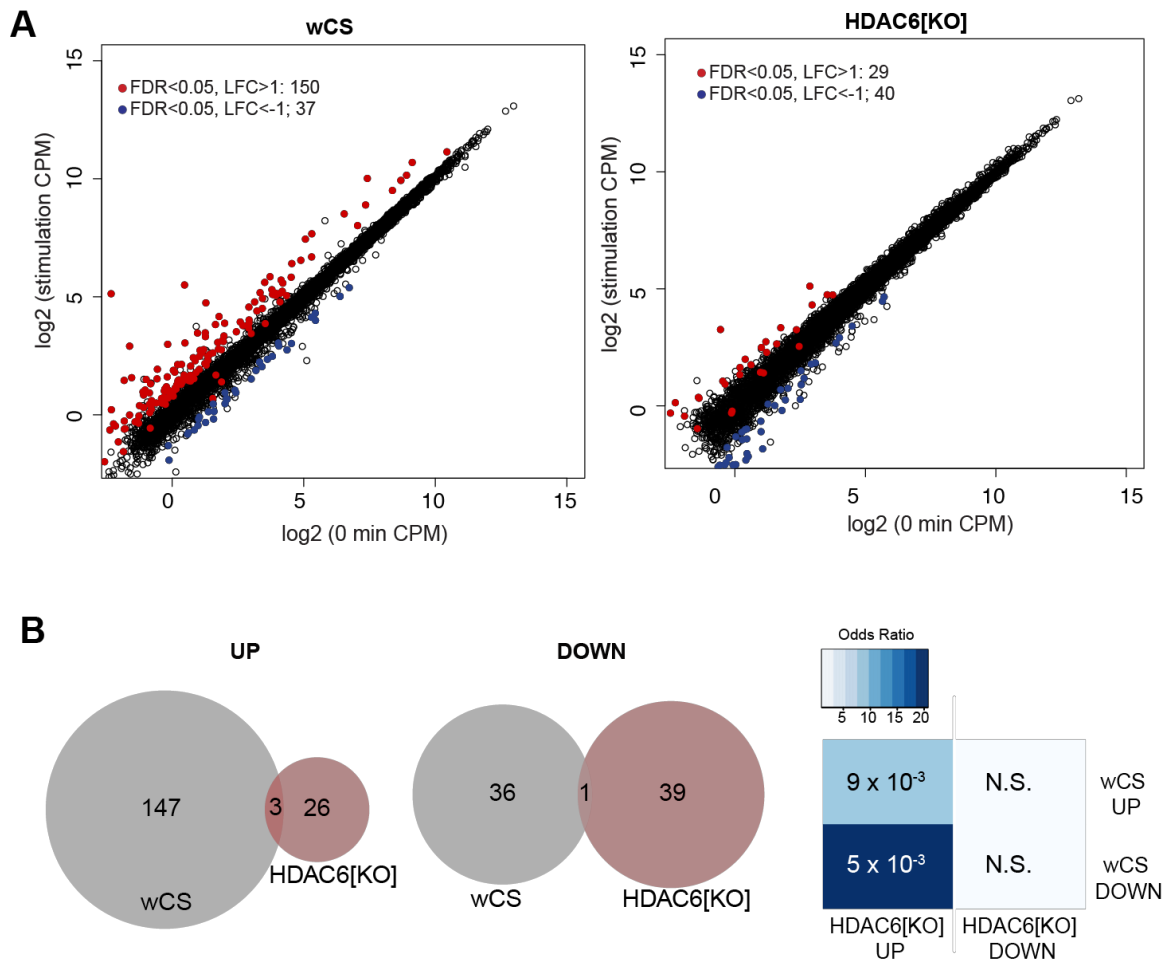 A
wCS
HDAC6[KO]
FDR<0.05, LFC>1: 150
FDR<0.05, LFC<-1; 37
FDR<0.05, LFC>1: 29
FDR<0.05, LFC<-1; 40
log2 (stimulation CPM)
15
10
5
0
0
5
10
15
log2 (0 min CPM)
log2 (stimulation CPM)
15
10
5
0
0
5
10
15
log2 (0 min CPM)
B
UP
DOWN
Odds Ratio
5 10 15 20
147
3
26
HDAC6[KO]
wCS
36
1
39
wCS
HDAC6[KO]
9 x 10-3
N.S.
wCS
UP
5 x 10-3
N.S.
wCS
DOWN
HDAC6[KO]
UP
HDAC6[KO]
DOWN